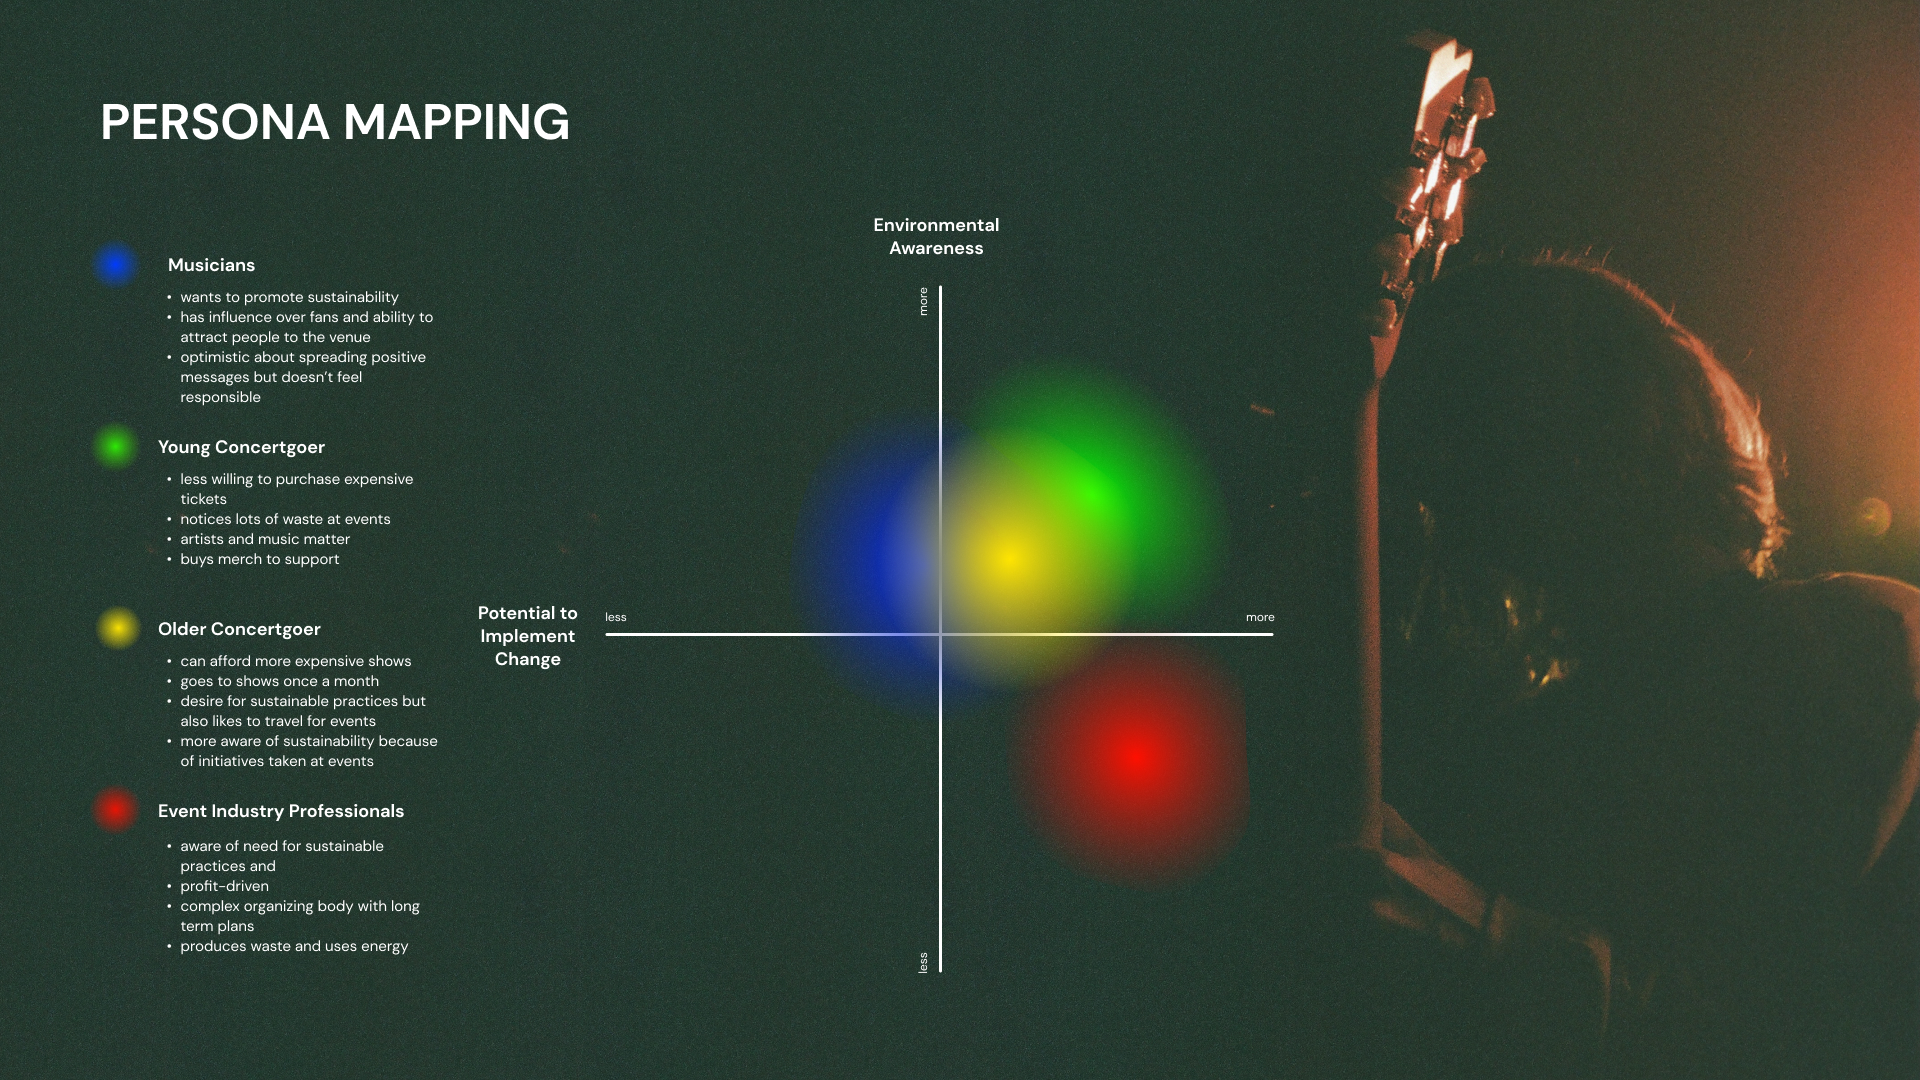 PERSONA MAPPING
Musicians
• wants to promote sustainability
• has influence over fans and ability to
attract people to the venue
• optimistic about spreading positive
messages but doesn’t feel
responsible
Young Concertgoer
• less willing to purchase expensive
tickets
• notices lots of waste at events
• artists and music matter
• buys merch to support
Older Concertgoer
• can afford more expensive shows
• goes to shows once a month
• desire for sustainable practices but
also likes to travel for events
• more aware of sustainability because
of initiatives taken at events
Event Industry Professionals
• aware of need for sustainable
practices and
• profit-driven
• complex organizing body with long
term plans
• produces waste and uses energy
Environmental
Awareness
more
Potential to
Implement
Change
less
more
less